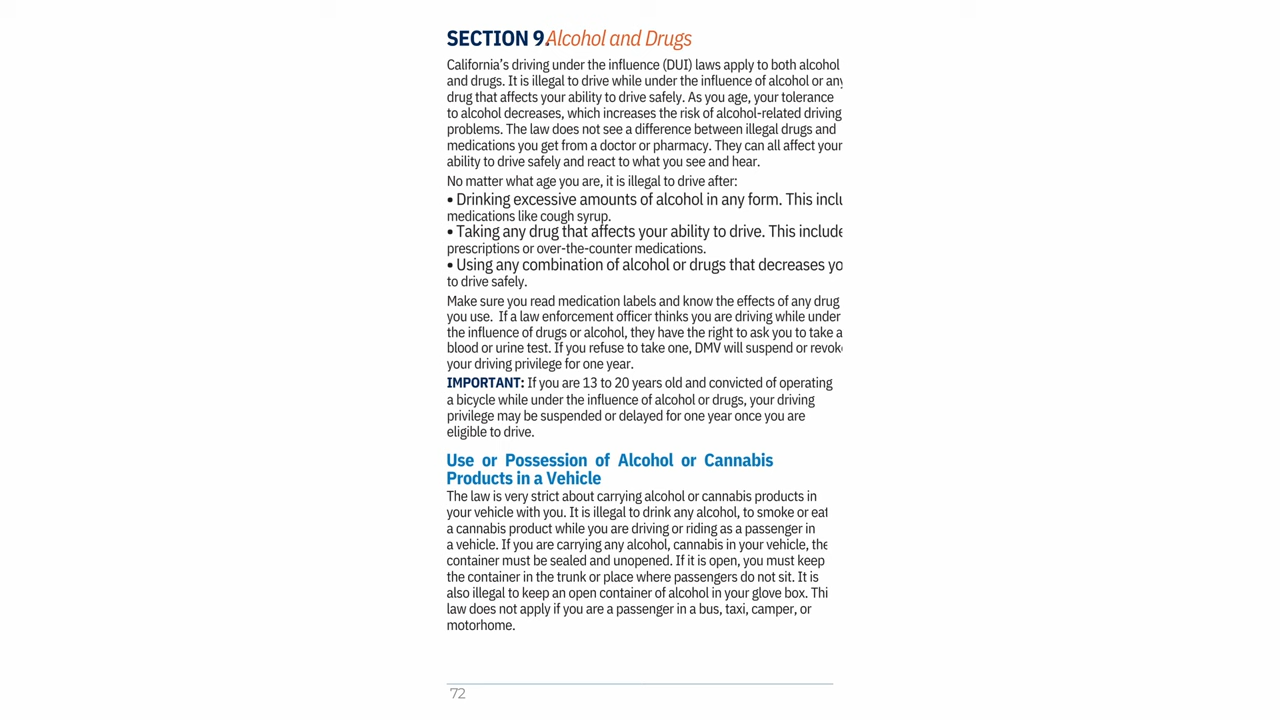 SECTION 9. Alcohol and Drugs
California's driving under the influence (DUI) laws apply to both alcohol
and drugs. It is illegal to drive while under the influence of alcohol or any
drug that affects your ability to drive safely. As you age, your tolerance
to alcohol decreases, which increases the risk of alcohol-related driving
problems. The law does not see a difference between illegal drugs and
medications you get from a doctor or pharmacy. They can all affect your
ability to drive safely and react to what you see and hear.
No matter what age you are, it is illegal to drive after:
• Drinking excessive amounts of alcohol in any form. This
medications like cough syrup.
• Taking any drug that affects your ability to drive. This include
prescriptions or over-the-counter medications.
• Using any combination of alcohol or drugs that decreases
to drive safely.
Make sure you read medication labels and know the effects of any drug
you use. If a law enforcement officer thinks you are driving while under
the influence of drugs or alcohol, they have the right to ask you to take a
blood or urine test. If you refuse to take one, DMV will suspend or revoke
your driving privilege for one year.
IMPORTANT: If you are 13 to 20 years old and convicted of operating
a bicycle while under the influence of alcohol or drugs, your driving
privilege may be suspended or delayed for one year once you are
eligible to drive.
Use or Possession of Alcohol or Cannabis
Products in a Vehicle
The law is very strict about carrying alcohol or cannabis products in
your vehicle with you. It is illegal to drink any alcohol, to smoke or eat
a cannabis product while you are driving or riding as a passenger in
a vehicle. If you are carrying any alcohol, cannabis in your vehicle, the
container must be sealed and unopened. If it is open, you must keep
the container in the trunk or place where passengers do not sit. It is
also illegal to keep an open container of alcohol in your glove box. Thi
law does not apply if you are a passenger in a bus, taxi, camper, or
motorhome.
72